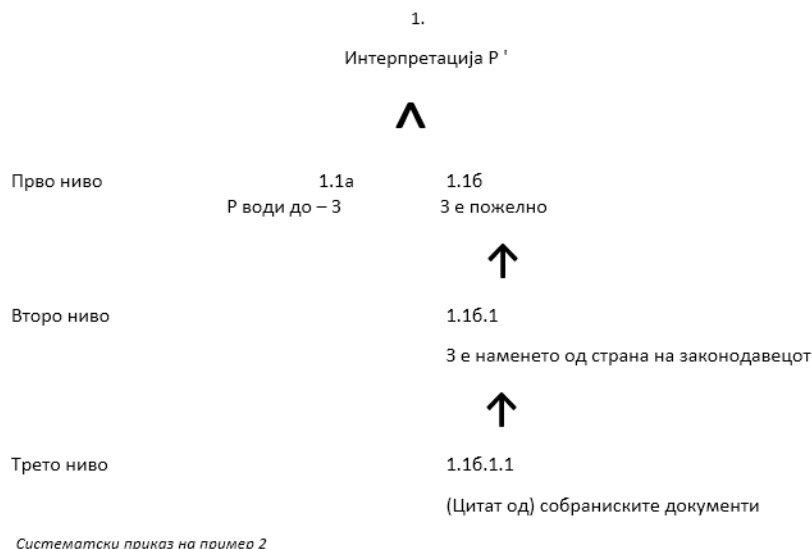 1.
Интерпретација Р '
Прво ниво 1.1а 1.1б
Р води до – З З е пожелно
Второ ниво 1.1б.1
З е наменето од страна на законодавецот
Трето ниво 1.1б.1.1
(Цитат од) собраниските документи
Систематски приказ на пример 2